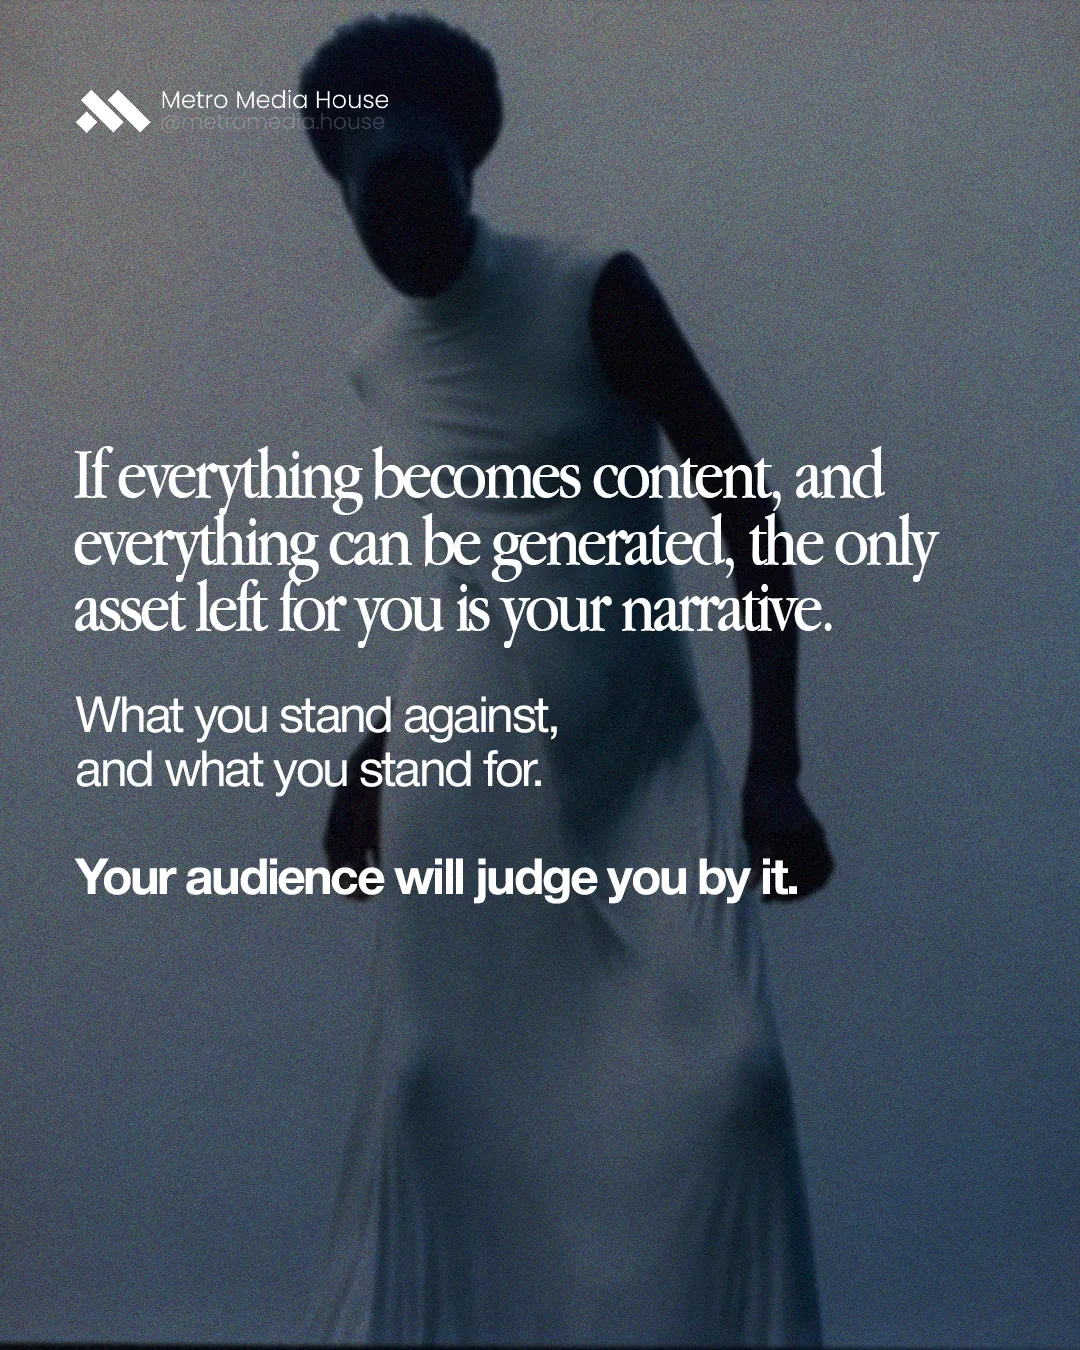 Metro Media House
@metromedia.house
If everything becomes content, and
everything can be generated, the only
asset left for you is your narrative.
What you stand against,
and what you stand for.
Your audience will judge you by it.